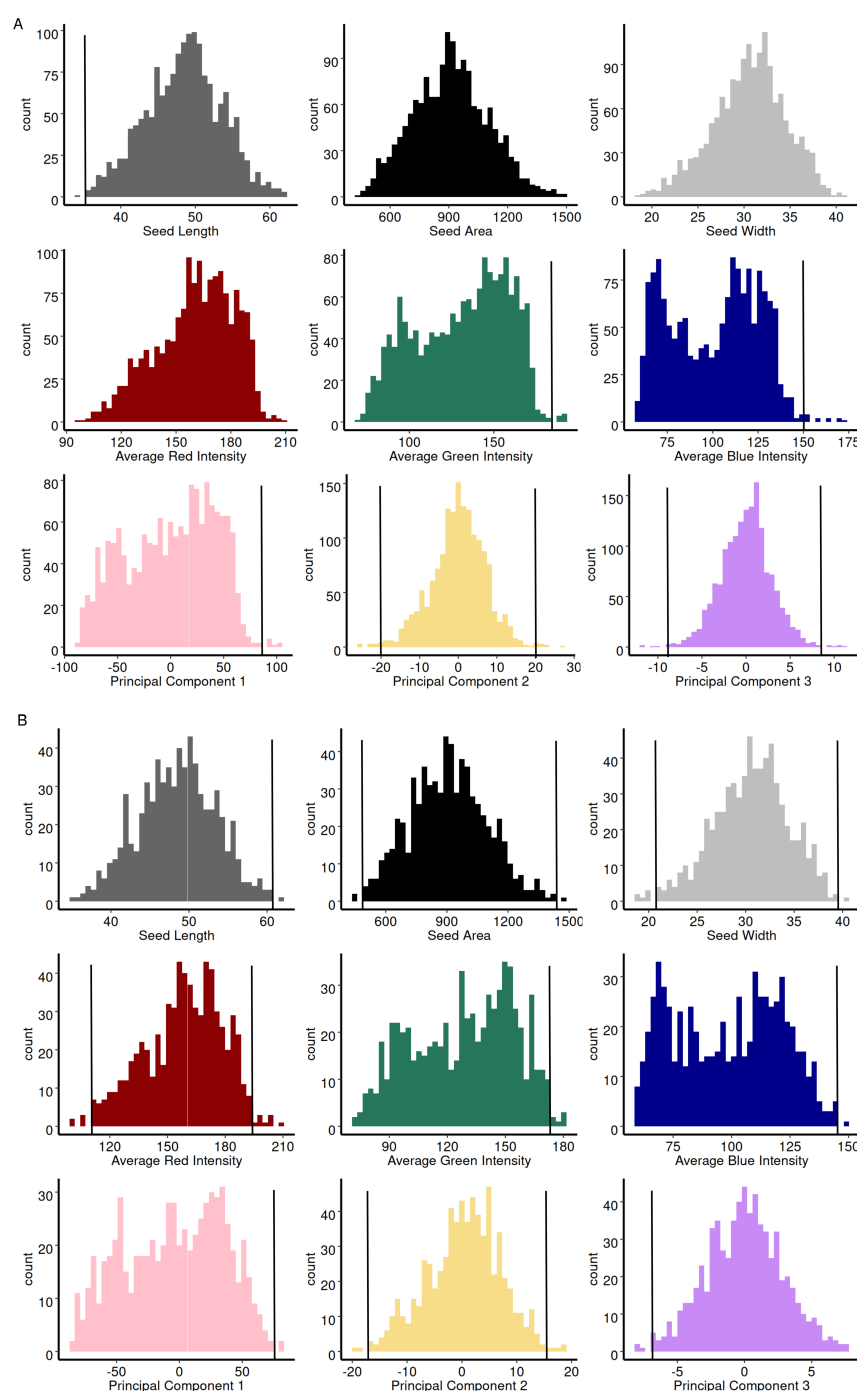 A
count
100
75
50
25
0
40 50 60
Seed Length
count
90
60
30
0
600 900 1200 1500
Seed Area
count
90
60
30
0
20 25 30 35 40
Seed Width
count
100
75
50
25
0
90 120 150 180 210
Average Red Intensity
count
80
60
40
20
0
100 150
Average Green Intensity
count
75
50
25
0
75 100 125 150 175
Average Blue Intensity
count
80
60
40
20
0
-100 -50 0 50 100
Principal Component 1
count
150
100
50
0
-20 -10 0 10 20 30
Principal Component 2
count
150
100
50
0
-10 -5 0 5 10
Principal Component 3
B
count
40
30
20
10
0
40 50 60
Seed Length
count
40
30
20
10
0
600 900 1200 1500
Seed Area
count
40
30
20
10
0
20 25 30 35 40
Seed Width
count
40
30
20
10
0
120 150 180 210
Average Red Intensity
count
30
20
10
0
90 120 150 181
Average Green Intensity
count
30
20
10
0
75 100 125 150
Average Blue Intensity
count
30
20
10
0
-50 0 50
Principal Component 1
count
40
30
20
10
0
-20 -10 0 10 20
Principal Component 2
count
40
30
20
10
0
-5 0 5
Principal Component 3